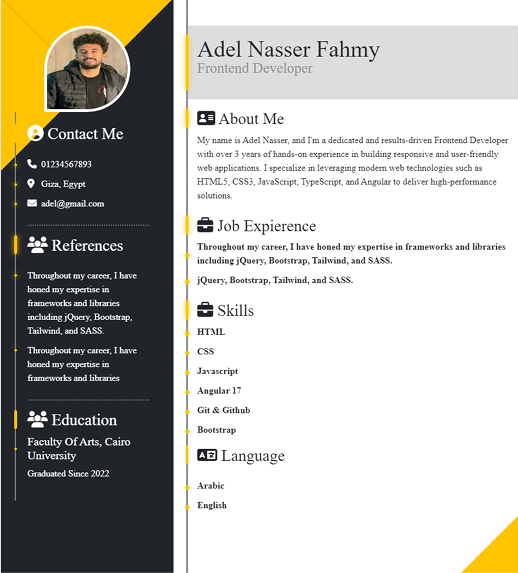 Contact Me
01234567893
Giza, Egypt
adel@gmail.com
References
Throughout my career, I have
honed my expertise in
frameworks and libraries
including jQuery, Bootstrap,
Tailwind, and SASS.
Throughout my career, I have
honed my expertise in
frameworks and libraries
Education
Faculty Of Arts, Cairo
University
Graduated Since 2022
Adel Nasser Fahmy
Frontend Developer
About Me
My name is Adel Nasser, and I'm a dedicated and results-driven Frontend Developer
with over 3 years of hands-on experience in building responsive and user-friendly
web applications. I specialize in leveraging modern web technologies such as
HTML5, CSS3, JavaScript, TypeScript, and Angular to deliver high-performance
solutions.
Job Expierence
Throughout my career, I have honed my expertise in frameworks and libraries
including jQuery, Bootstrap, Tailwind, and SASS.
jQuery, Bootstrap, Tailwind, and SASS.
Skills
HTML
CSS
Javascript
Angular 17
Git & Github
Bootstrap
Language
Arabic
English